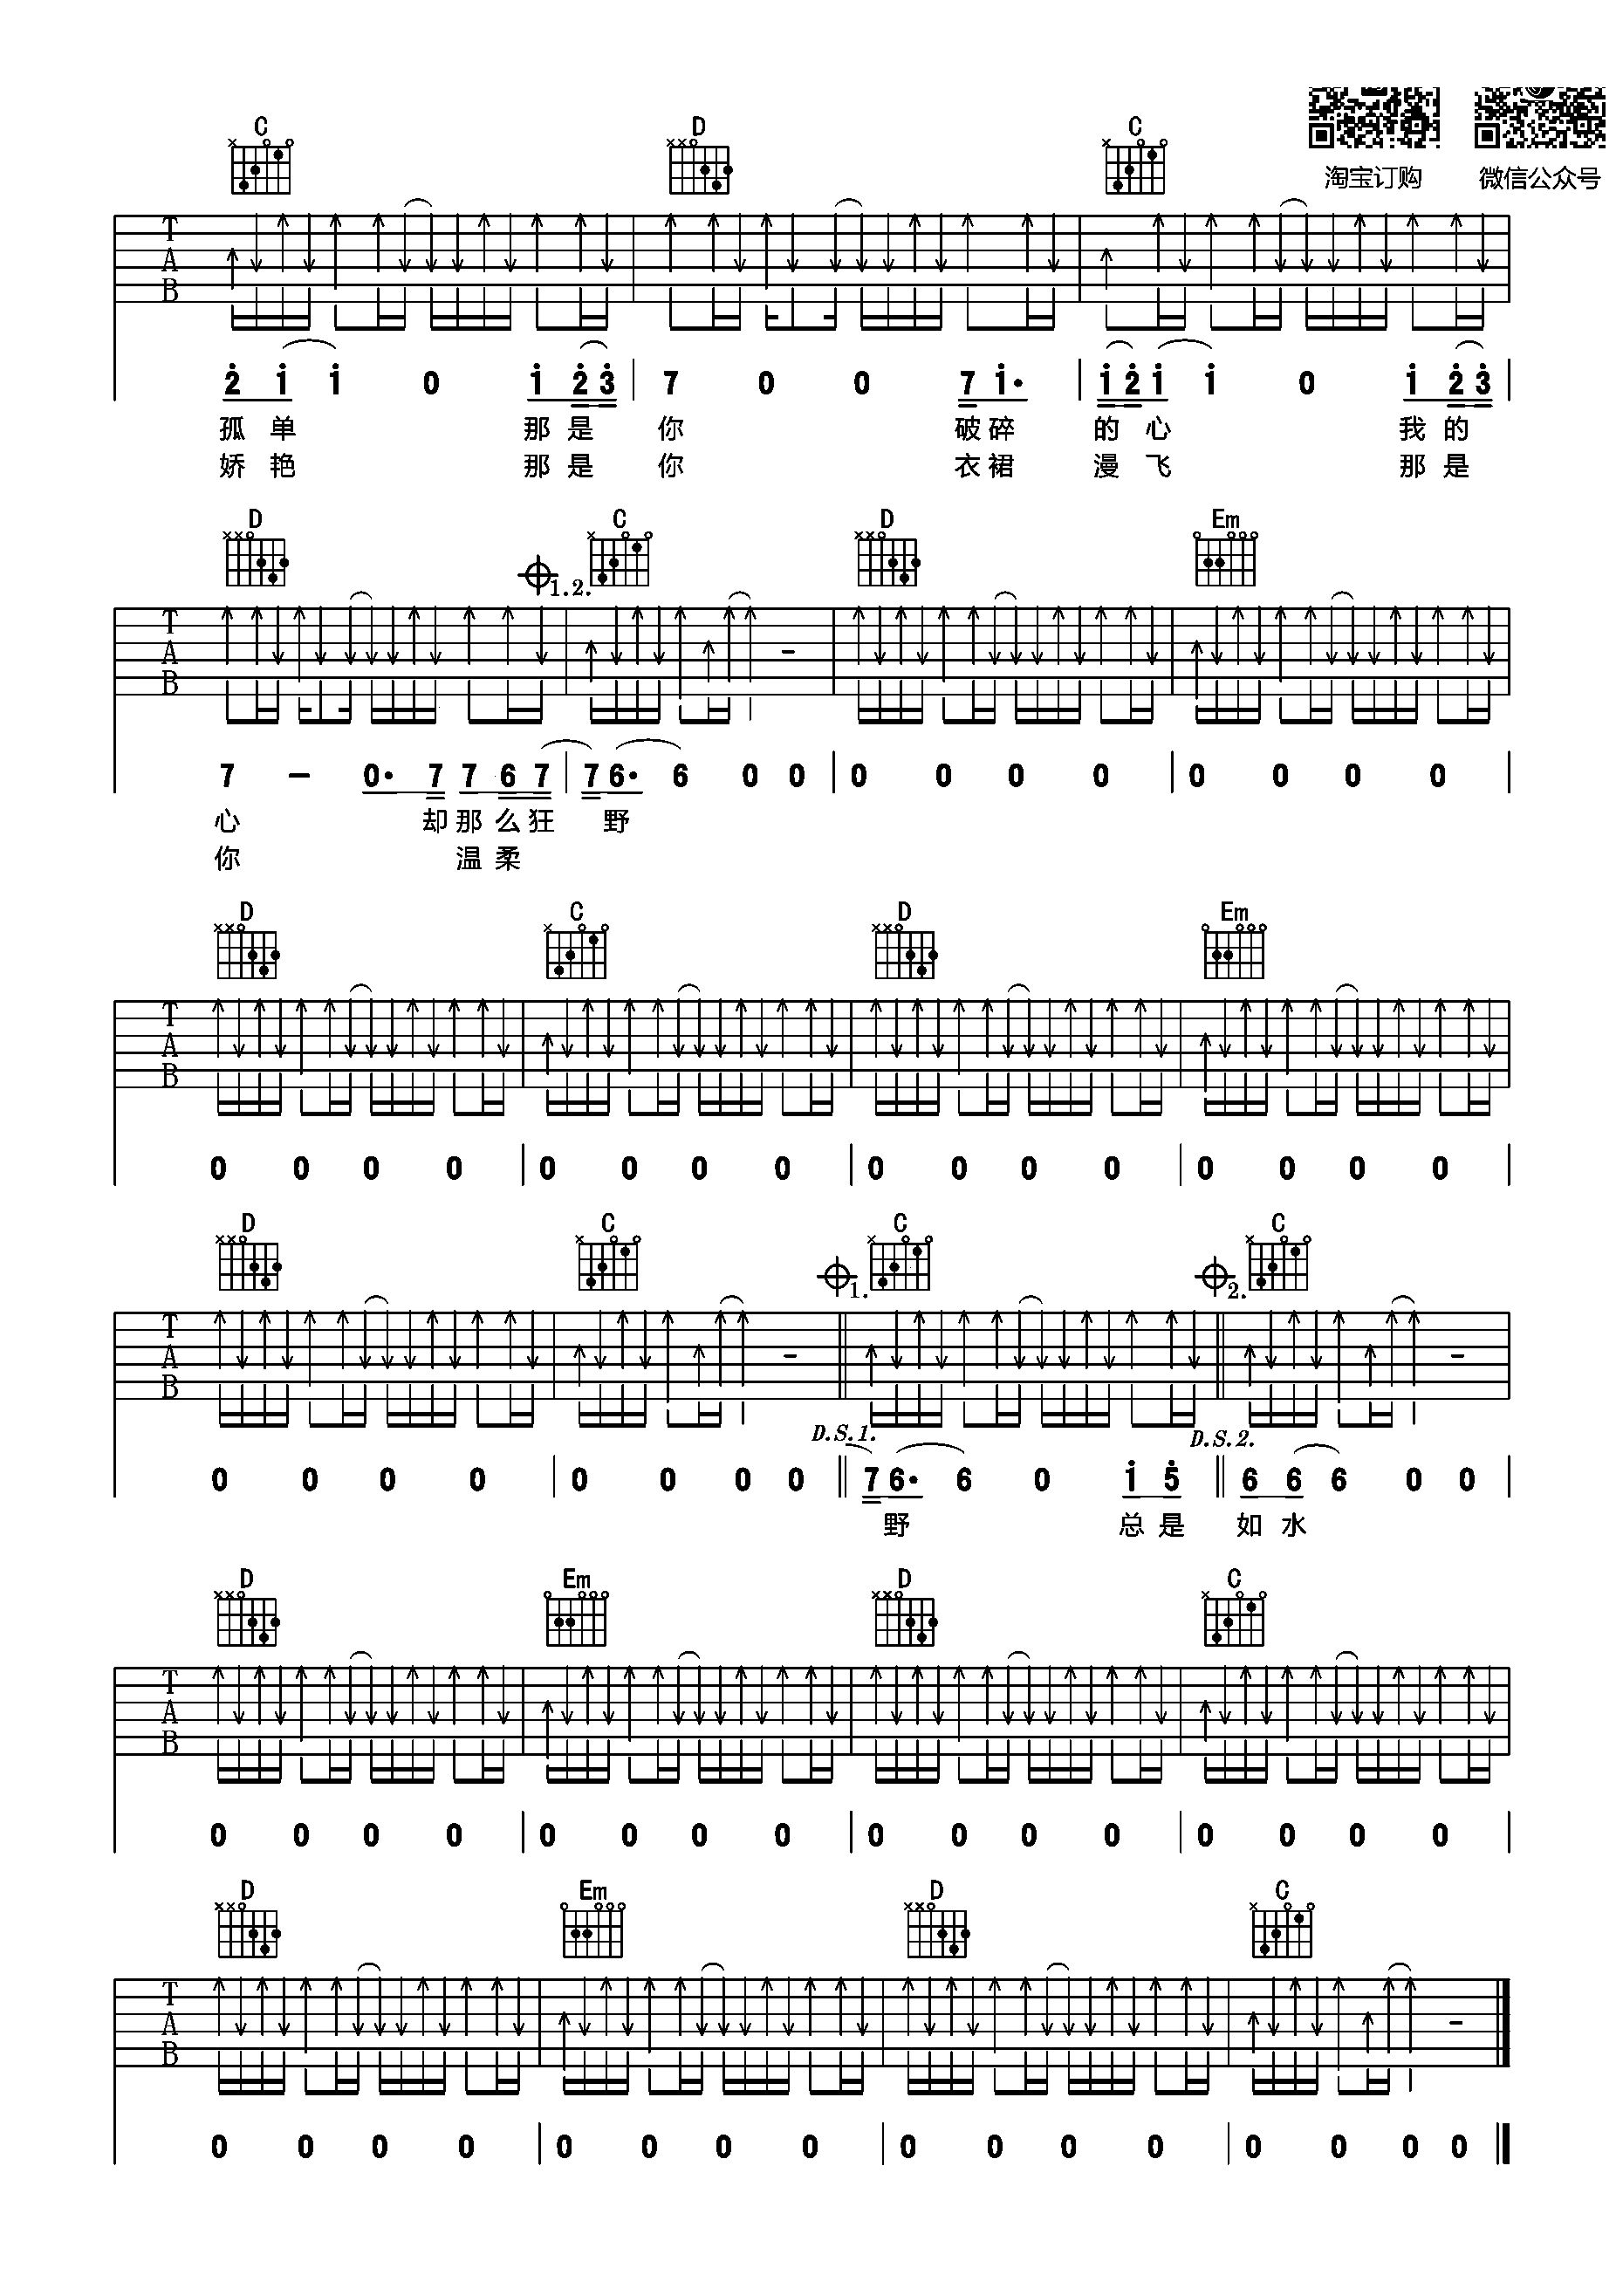 淘宝订购 微信公众号
C D C
T A B
2 1 1 0 1 2 3 | 7 0 0 7 1· | 1 2 1 1 0 1 2 3 |
孤 单 那 是 你 破 碎 的 心 我 的
娇 艳 那 是 你 衣 裙 漫 飞 那 是
D 1.2. C D Em
T A B
7 – 0· 7 7 6 7 | 7 6· 6 0 0 | 0 0 0 0 | 0 0 0 0 |
心 却 那 么 狂 野
你 温 柔
D C D Em
T A B
0 0 0 0 | 0 0 0 0 | 0 0 0 0 | 0 0 0 0 |
D C 1. C 2. C
T A B
D.S.1. D.S.2.
0 0 0 0 | 0 0 0 0 || 7 6· 6 0 1 5 || 6 6 6 0 0 |
野 总 是 如 水
D Em D C
T A B
0 0 0 0 | 0 0 0 0 | 0 0 0 0 | 0 0 0 0 |
D Em D C
T A B
0 0 0 0 | 0 0 0 0 | 0 0 0 0 | 0 0 0 0 ||